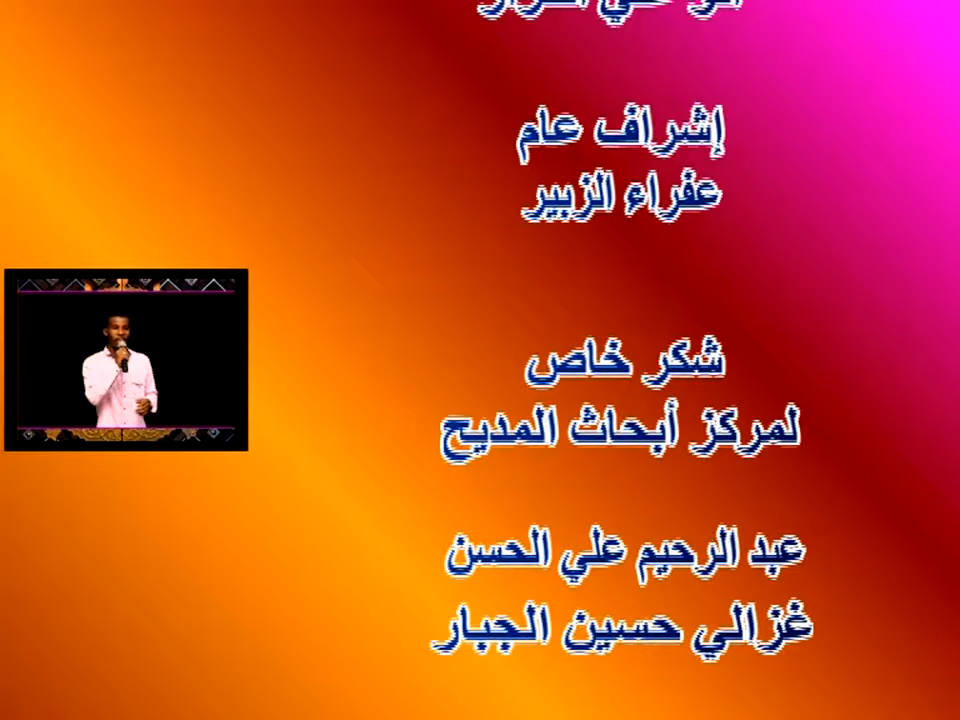 إشراف عام
عفراء الزبير
شكر خاص
لمركز أبحاث المديح
عبد الرحيم علي الحسن
غزالي حسين الجبار